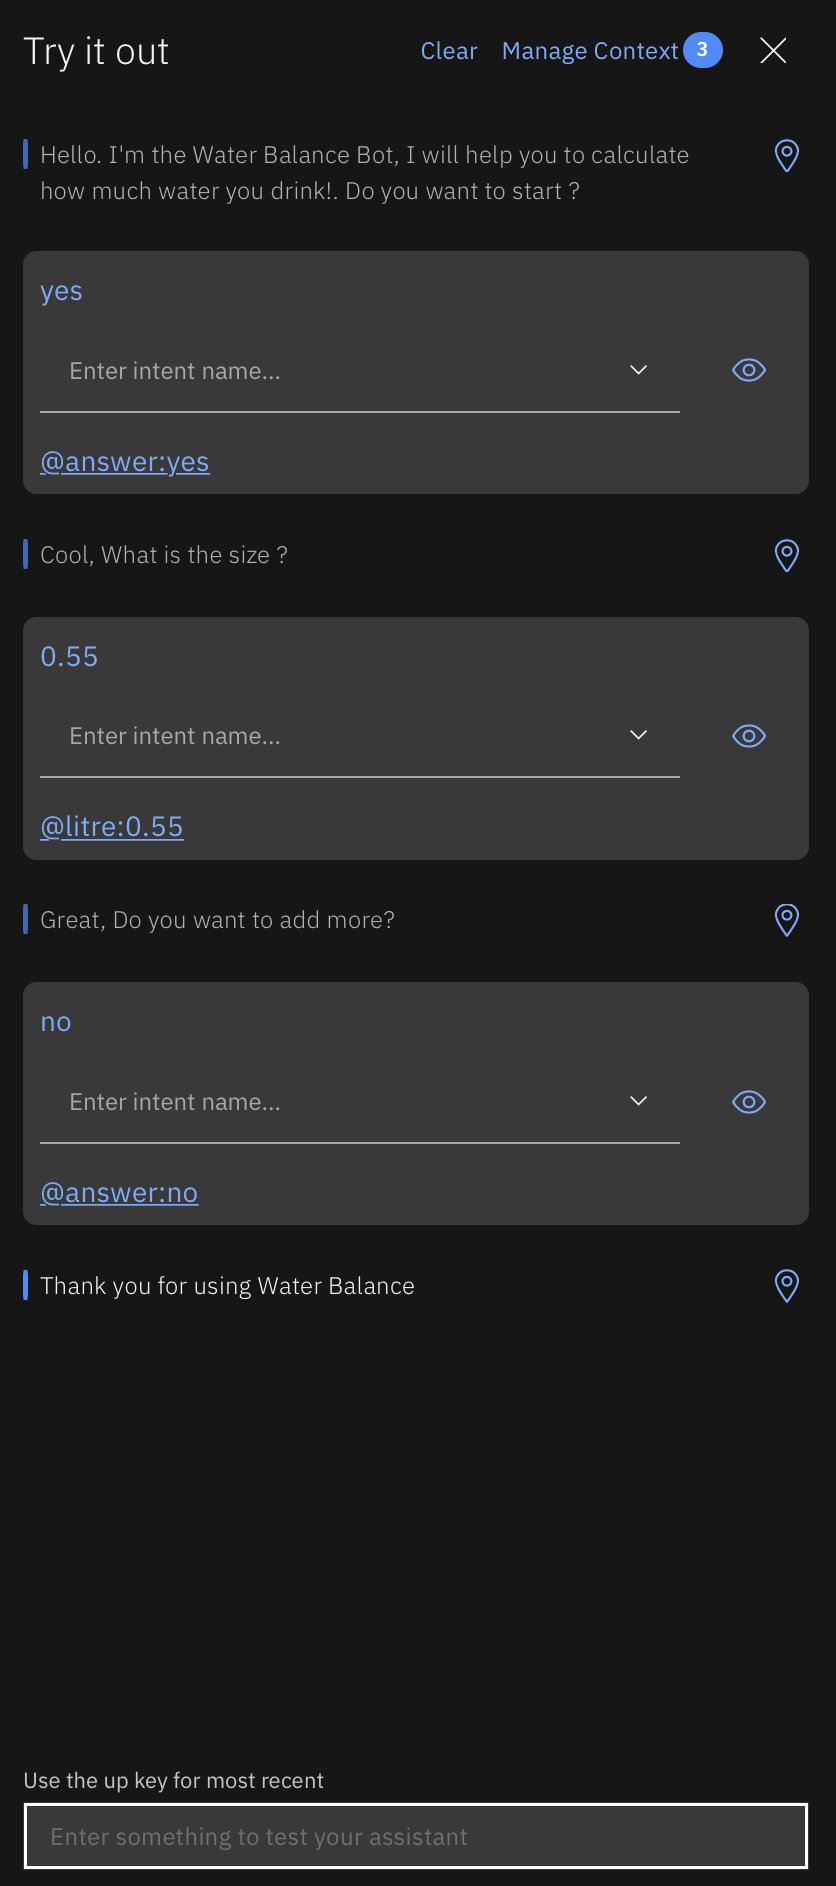 Try it out
Clear Manage Context 3
Hello. I'm the Water Balance Bot, I will help you to calculate
how much water you drink!. Do you want to start ?
yes
Enter intent name...
@answer:yes
Cool, What is the size ?
0.55
Enter intent name...
@litre:0.55
Great, Do you want to add more?
no
Enter intent name...
@answer:no
Thank you for using Water Balance
Use the up key for most recent
Enter something to test your assistant